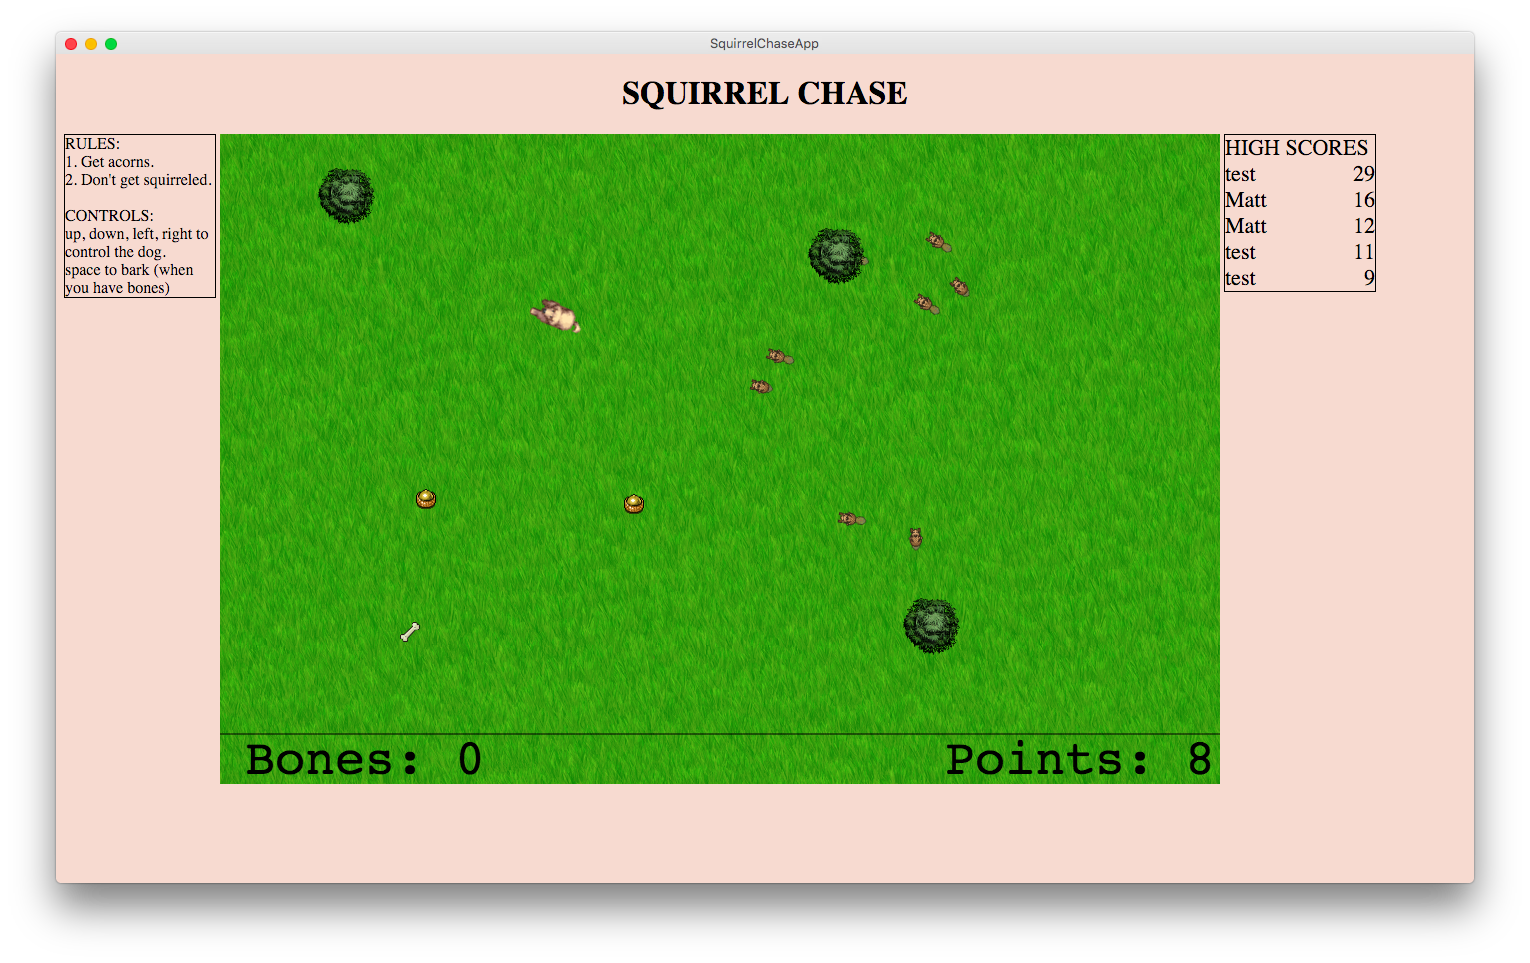 SquirrelChaseApp
SQUIRREL CHASE
RULES:
1. Get acorns.
2. Don't get squirreled.
CONTROLS:
up, down, left, right to
control the dog.
space to bark (when
you have bones)
HIGH SCORES
test 29
Matt 16
Matt 12
test 11
test 9
Bones: 0
Points: 8